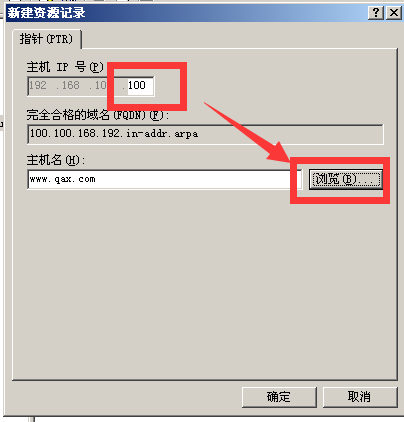 新建资源记录
指针(PTR)
主机 IP 号(P)
192 .168 .10 .100
完全合格的域名(FQDN)(F):
100.100.168.192.in-addr.arpa
主机名(H):
www.qax.com 浏览(B)...
确定 取消